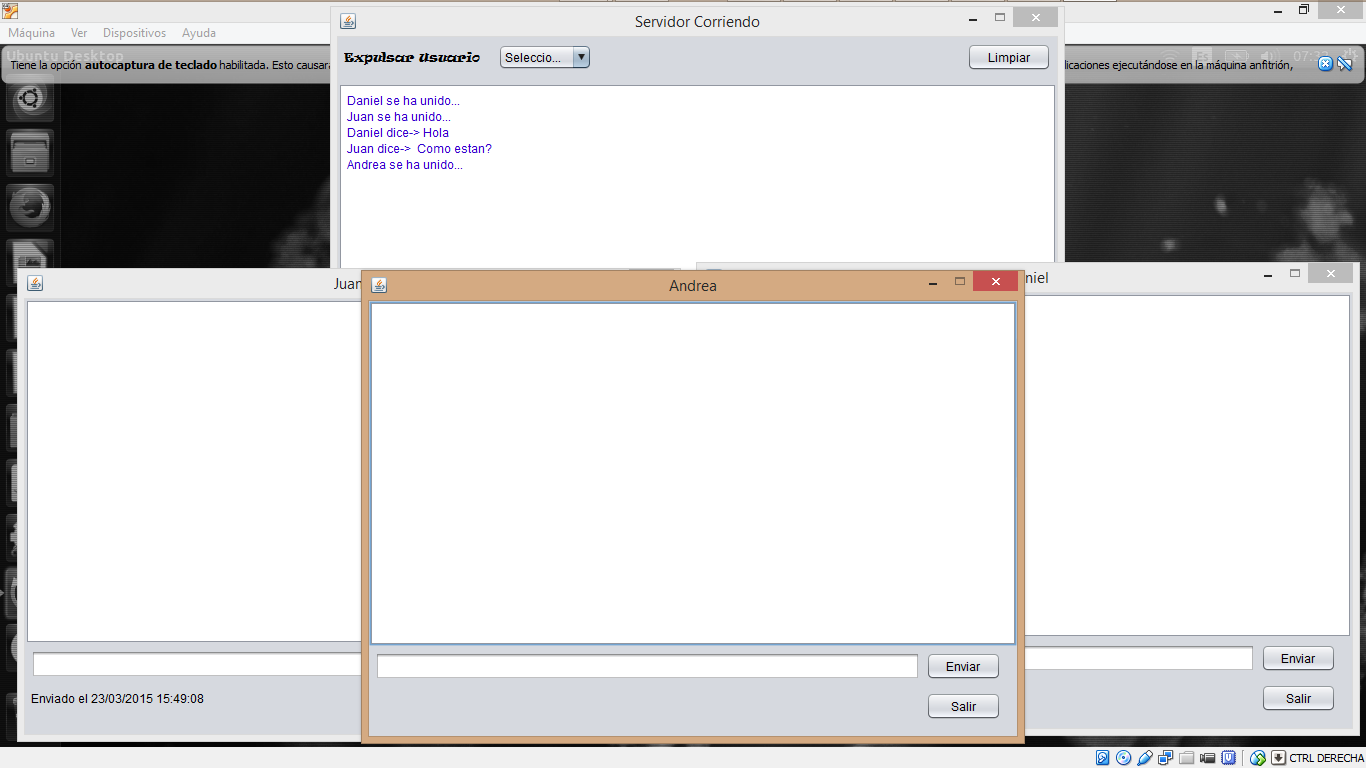 Servidor Corriendo
Máquina Ver Dispositivos Ayuda
Ubuntu Desktop
07:32
Es
Tiene la opción autocaptura de teclado habilitada. Esto causara
licaciones ejecutándose en la máquina anfitrión,
Expulsar Usuario Seleccio... Limpiar
Daniel se ha unido...
Juan se ha unido...
Daniel dice-> Hola
Juan dice->  Como estan?
Andrea se ha unido...
Juan
Andrea
niel
Enviar
Enviar
Enviado el 23/03/2015 15:49:08
Salir
Salir
CTRL DERECHA